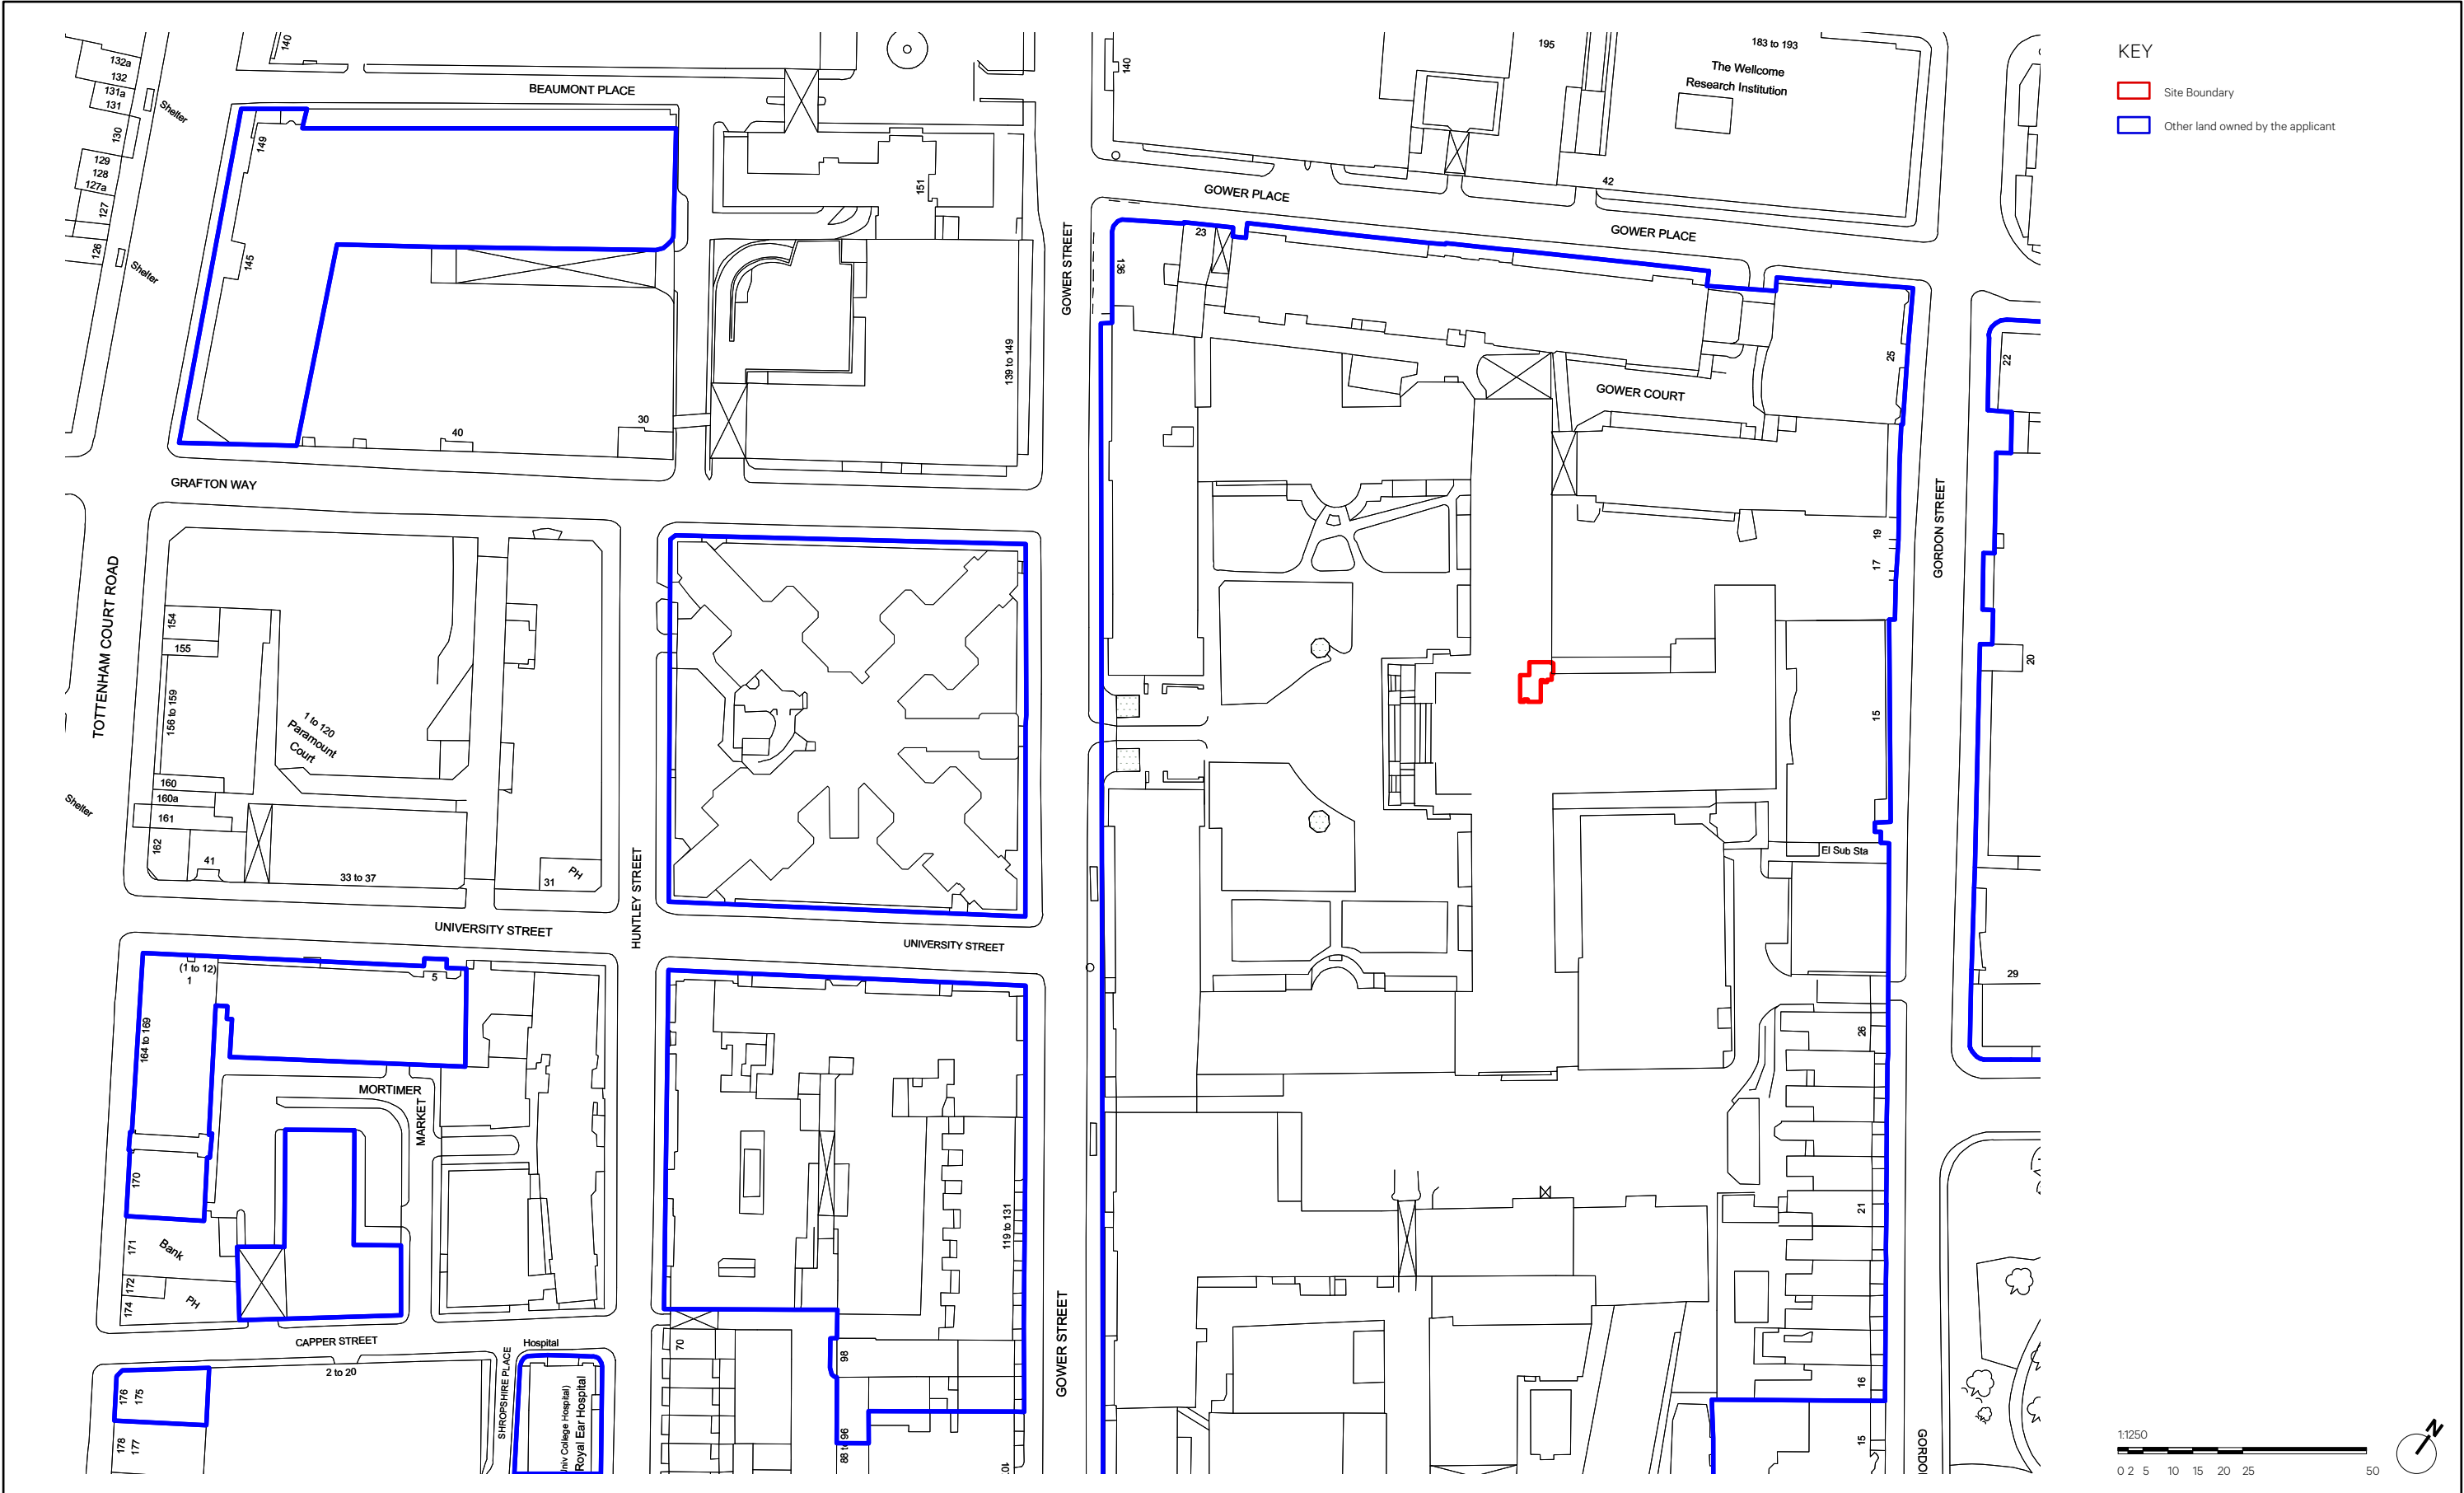 KEY
Site Boundary
Other land owned by the applicant
140
132a
132
131a
131
130
129
128
127a
127
126
Shelter
Shelter
BEAUMONT PLACE
149
145
151
139 to 149
40
30
GRAFTON WAY
140
195
183 to 193
The Wellcome
Research Institution
42
GOWER PLACE
GOWER PLACE
GOWER STREET
23
136
25
22
GOWER COURT
GORDON STREET
19
17
15
20
El Sub Sta
29
26
21
16
15
TOTTENHAM COURT ROAD
154
155
156 to 159
1 to 120
Paramount
Court
160
160a
161
162
41
33 to 37
31
PH
Shelter
HUNTLEY STREET
UNIVERSITY STREET
UNIVERSITY STREET
(1 to 12)
1
5
164 to 169
MORTIMER
MARKET
170
171
Bank
172
174
PH
CAPPER STREET
2 to 20
176
175
178
177
SHROPSHIRE PLACE
Hospital
Univ College Hospital)
Royal Ear Hospital
70
98
88 to 96
119 to 131
GOWER STREET
1:1250
0 2 5 10 15 20 25 50
N